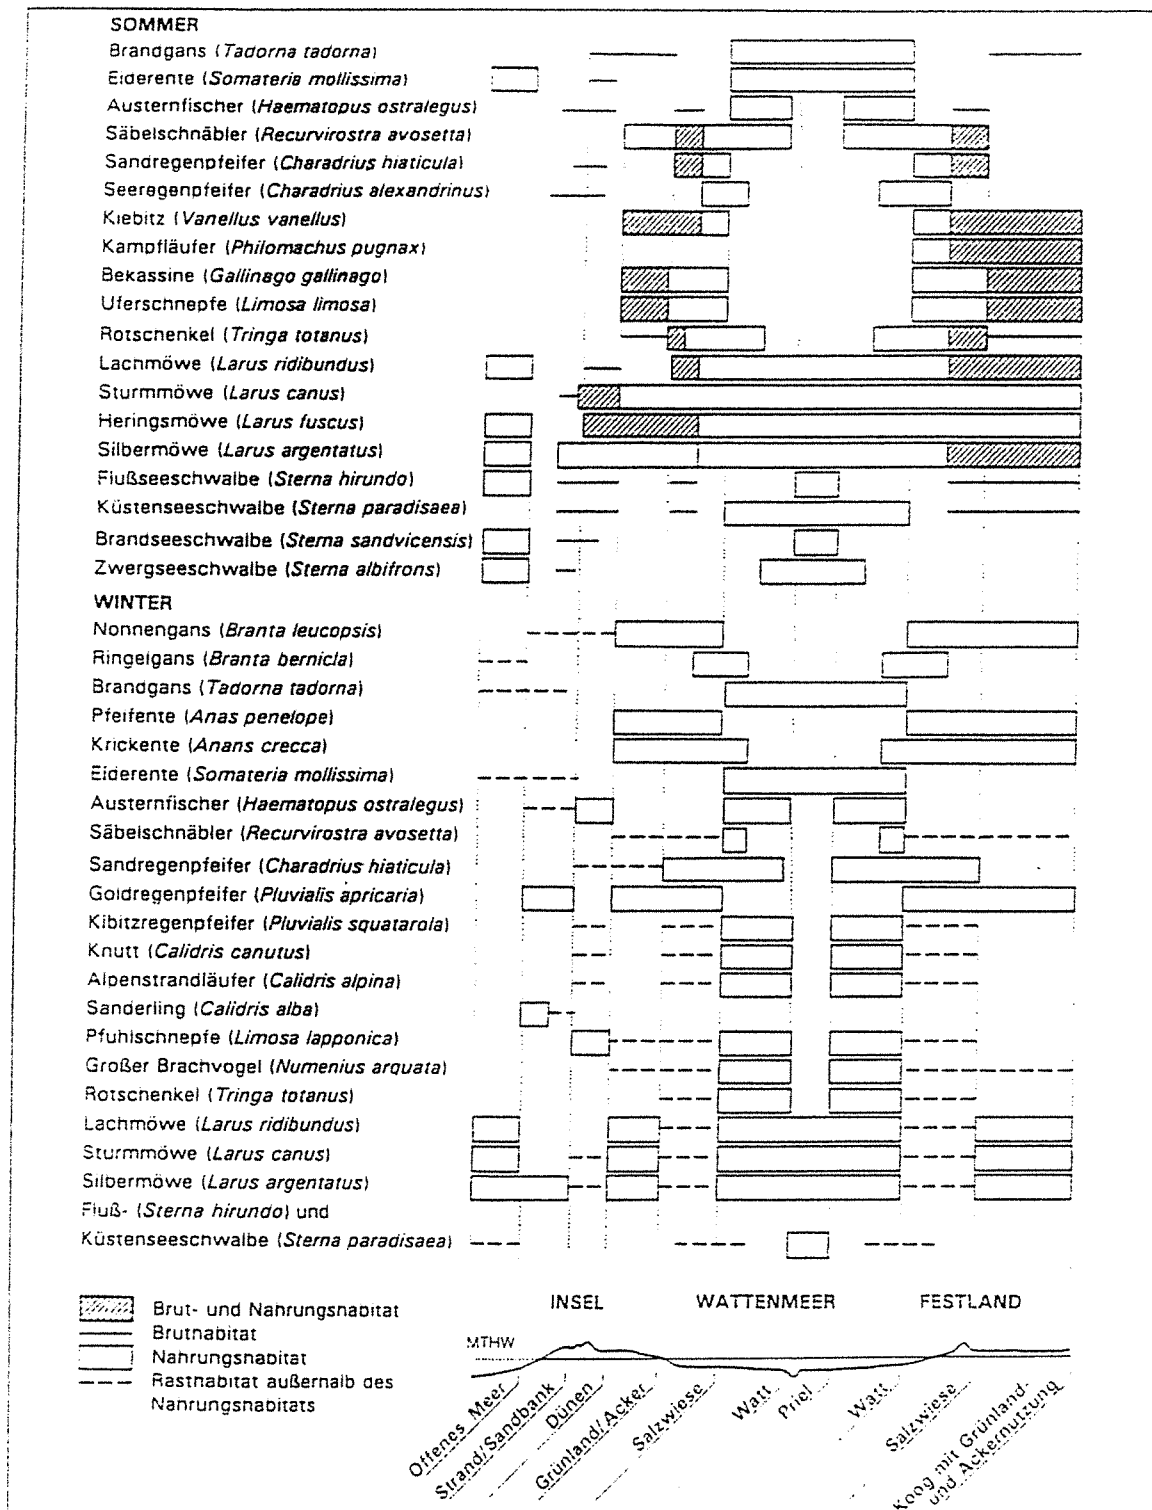 SOMMER
Brandgans (Tadorna tadorna)
Eiderente (Somateria mollissima)
Austernfischer (Haematopus ostralegus)
Säbelschnäbler (Recurvirostra avosetta)
Sandregenpfeifer (Charadrius hiaticula)
Seeregenpfeifer (Charadrius alexandrinus)
Kiebitz (Vanellus vanellus)
Kampfläufer (Philomachus pugnax)
Bekassine (Gallinago gallinago)
Uferschnepfe (Limosa limosa)
Rotschenkel (Tringa totanus)
Lachmöwe (Larus ridibundus)
Sturmmöwe (Larus canus)
Heringsmöwe (Larus fuscus)
Silbermöwe (Larus argentatus)
Flußseeschwalbe (Sterna hirundo)
Küstenseeschwalbe (Sterna paradisaea)
Brandseeschwalbe (Sterna sandvicensis)
Zwergseeschwalbe (Sterna albifrons)
WINTER
Nonnengans (Branta leucopsis)
Ringelgans (Branta bernicla)
Brandgans (Tadorna tadorna)
Pfeifente (Anas penelope)
Krickente (Anans crecca)
Eiderente (Somateria mollissima)
Austernfischer (Haematopus ostralegus)
Säbelschnäbler (Recurvirostra avosetta)
Sandregenpfeifer (Charadrius hiaticula)
Goldregenpfeifer (Pluvialis apricaria)
Kibitzregenpfeifer (Pluvialis squatarola)
Knutt (Calidris canutus)
Alpenstrandläufer (Calidris alpina)
Sanderling (Calidris alba)
Pfuhlschnepfe (Limosa lapponica)
Großer Brachvogel (Numenius arquata)
Rotschenkel (Tringa totanus)
Lachmöwe (Larus ridibundus)
Sturmmöwe (Larus canus)
Silbermöwe (Larus argentatus)
Fluß- (Sterna hirundo) und
Küstenseeschwalbe (Sterna paradisaea)
INSEL WATTENMEER FESTLAND
Brut- und Nahrungshabitat
Bruthabitat
Nahrungshabitat
Rasthabitat außerhalb des
Nahrungshabitats
MTHW
Offenes Meer
Strand/Sandbank
Dünen
Grünland/Acker
Salzwiese
Watt
Priel
Watt
Salzwiese
Koog mit Grünland-
und Ackernutzung